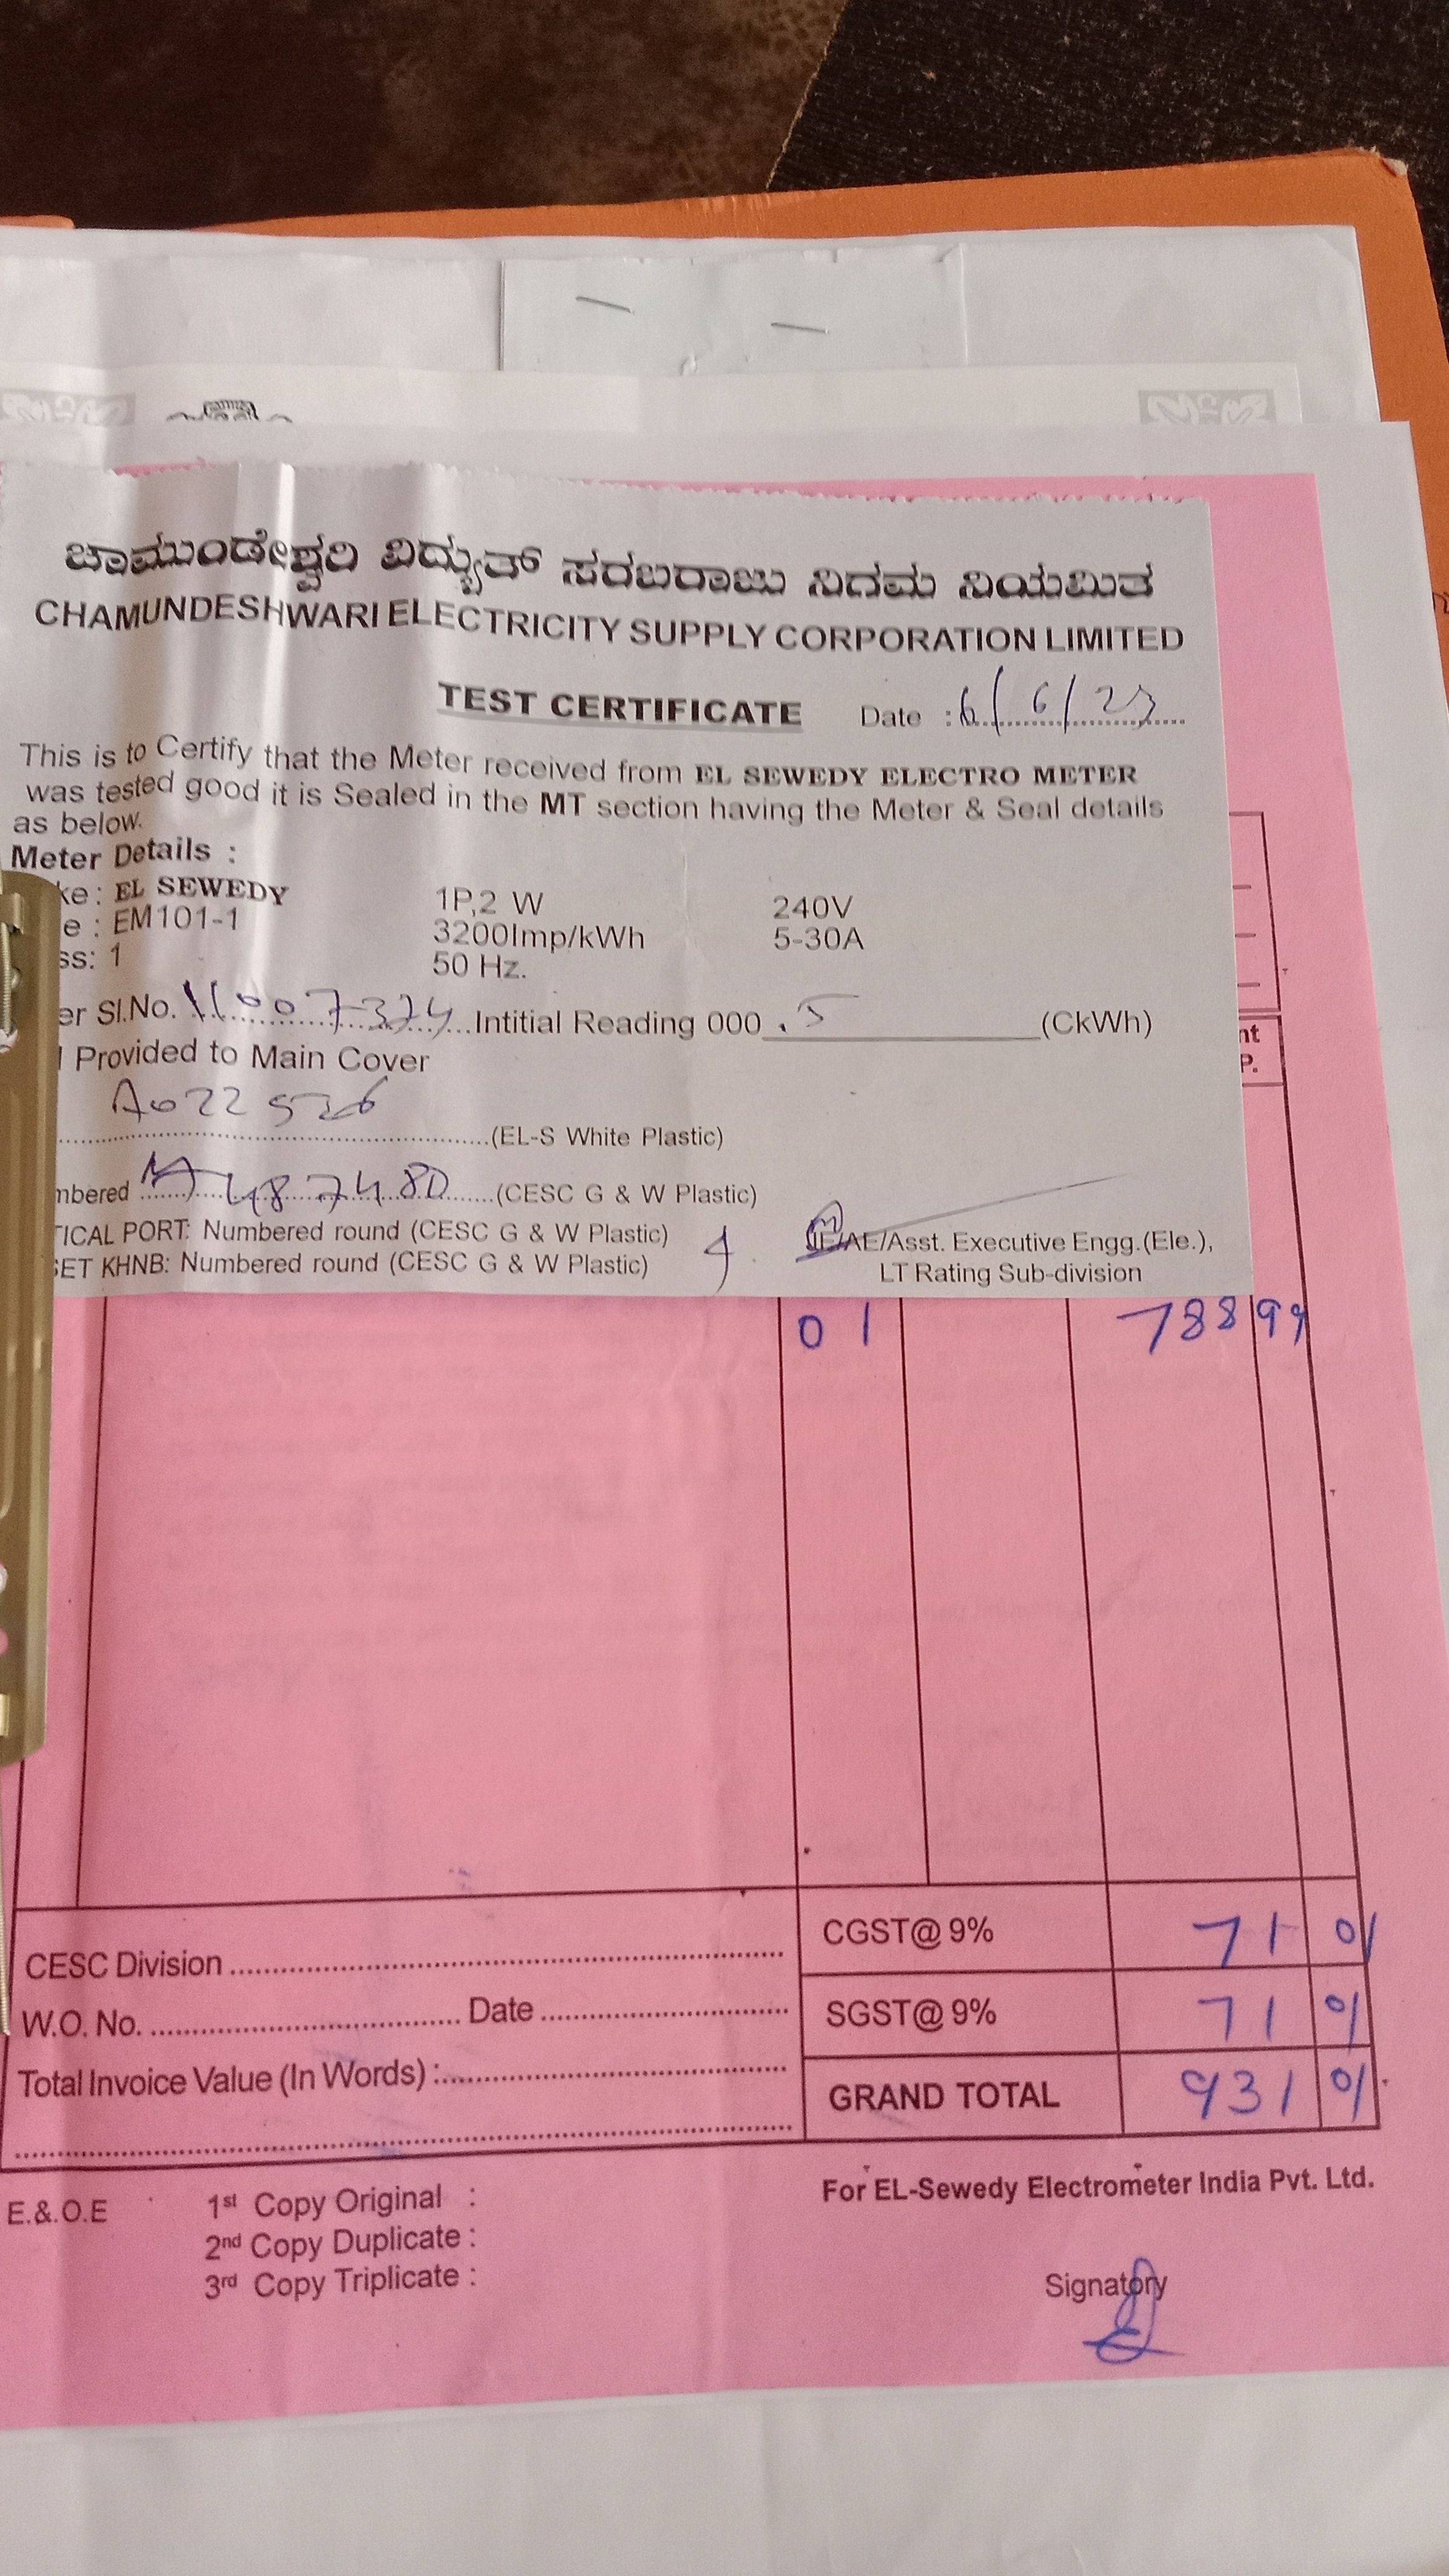 ಚಾಮುಂಡೇಶ್ವರಿ ವಿದ್ಯುತ್ ಸರಬರಾಜು ನಿಗಮ ನಿಯಮಿತ
CHAMUNDESHWARI ELECTRICITY SUPPLY CORPORATION LIMITED
TEST CERTIFICATE Date : 6/6/23
This is to Certify that the Meter received from EL SEWEDY ELECTRO METER
was tested good it is Sealed in the MT section having the Meter & Seal details
as below.
Meter Details :
ke : EL SEWEDY 1P,2 W 240V
e : EM101-1 3200Imp/kWh 5-30A
ss: 1 50 Hz.
er Sl.No. 11007324 Intitial Reading 000 .5 (CkWh)
Provided to Main Cover
A022526
(EL-S White Plastic)
mbered 487480 (CESC G & W Plastic)
TICAL PORT: Numbered round (CESC G & W Plastic)
SET KHNB: Numbered round (CESC G & W Plastic)
JE/AE/Asst. Executive Engg.(Ele.),
LT Rating Sub-division
nt
P.
01 788 99
CGST@ 9% 71 01
CESC Division
SGST@ 9% 71 01
W.O. No. Date
Total Invoice Value (In Words) :
GRAND TOTAL 931 01
For EL-Sewedy Electrometer India Pvt. Ltd.
E.&.O.E 1st Copy Original :
2nd Copy Duplicate :
3rd Copy Triplicate :
Signatory